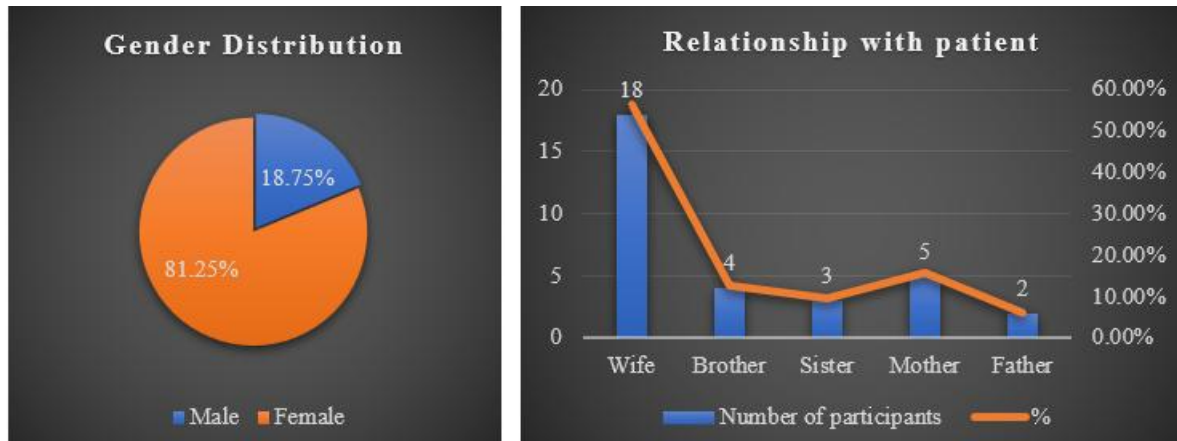 Gender Distribution
18.75%
81.25%
Male Female
Relationship with patient
20 18 60.00%
50.00%
15
40.00%
10 30.00%
20.00%
5 4 3 5 2
10.00%
0 0.00%
Wife Brother Sister Mother Father
Number of participants %